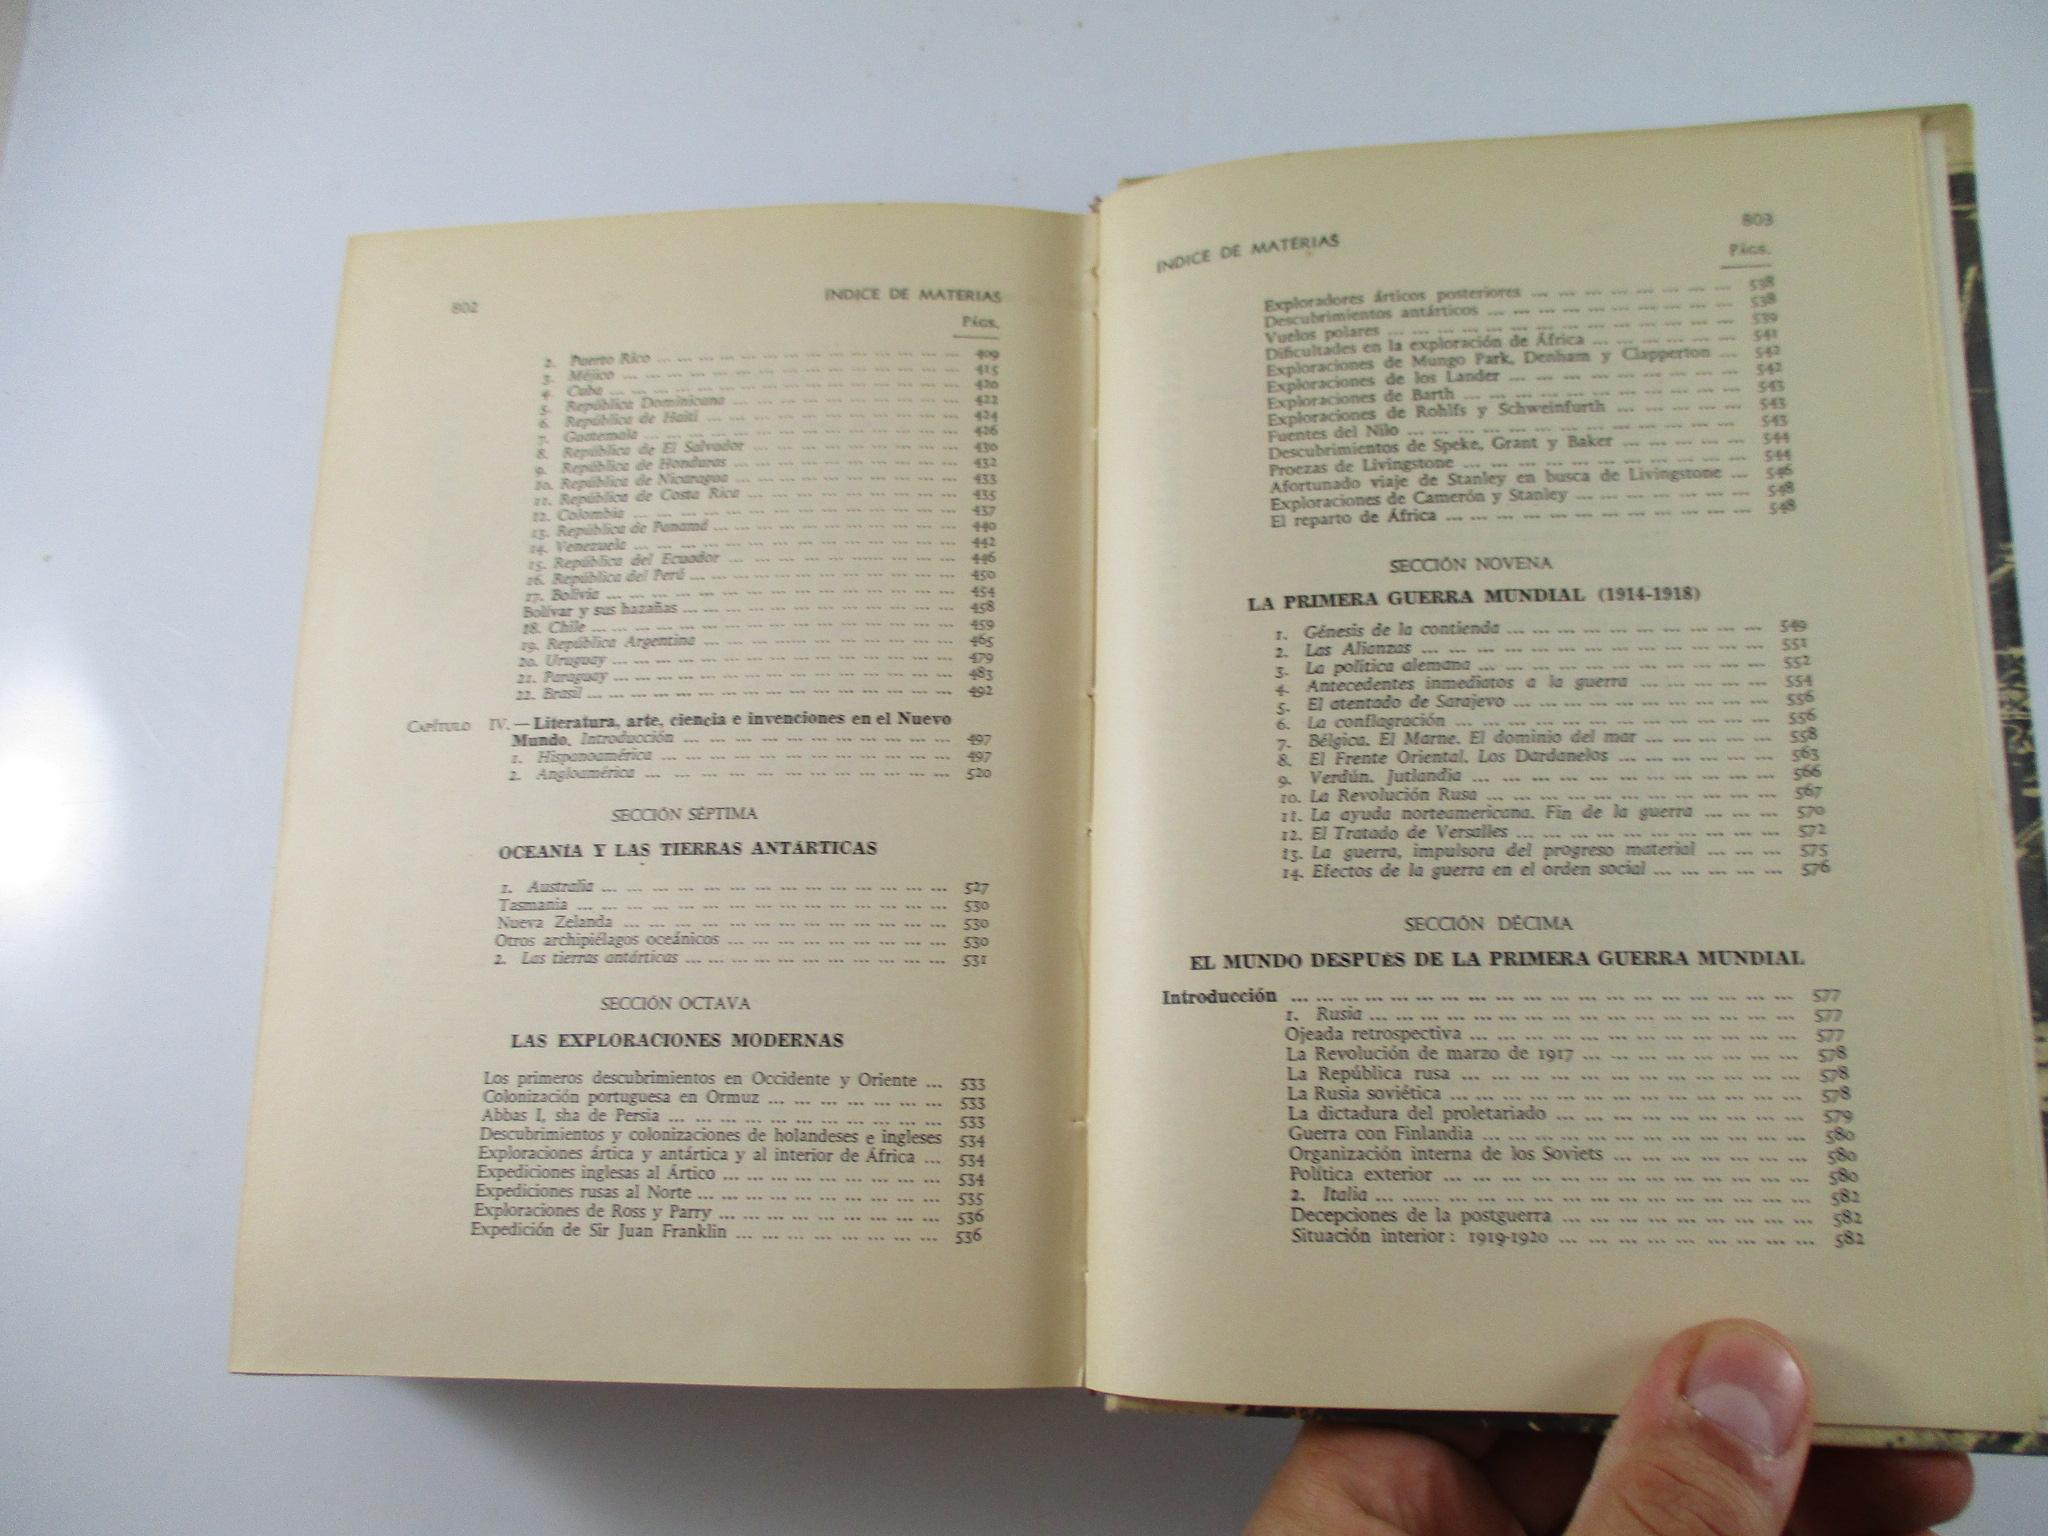 802
INDICE DE MATERIAS
Págs.
2. Puerto Rico ... 409
3. Méjico ... 415
4. Cuba ... 420
5. República Dominicana ... 422
6. República de Haití ... 424
7. Guatemala ... 426
8. República de El Salvador ... 430
9. República de Honduras ... 432
10. República de Nicaragua ... 433
11. República de Costa Rica ... 435
12. Colombia ... 437
13. República de Panamá ... 440
14. Venezuela ... 442
15. República del Ecuador ... 446
16. República del Perú ... 450
17. Bolivia ... 454
Bolívar y sus hazañas ... 458
18. Chile ... 459
19. República Argentina ... 465
20. Uruguay ... 479
21. Paraguay ... 483
22. Brasil ... 492
CAPÍTULO IV.—Literatura, arte, ciencia e invenciones en el Nuevo
Mundo. Introducción ... 497
1. Hispanoamérica ... 497
2. Angloamérica ... 520
SECCIÓN SÉPTIMA
OCEANÍA Y LAS TIERRAS ANTÁRTICAS
1. Australia ... 527
Tasmania ... 530
Nueva Zelanda ... 530
Otros archipiélagos oceánicos ... 530
2. Las tierras antárticas ... 531
SECCIÓN OCTAVA
LAS EXPLORACIONES MODERNAS
Los primeros descubrimientos en Occidente y Oriente ... 533
Colonización portuguesa en Ormuz ... 533
Abbas I, sha de Persia ... 533
Descubrimientos y colonizaciones de holandeses e ingleses 534
Exploraciones ártica y antártica y al interior de África ... 534
Expediciones inglesas al Ártico ... 534
Expediciones rusas al Norte ... 535
Exploraciones de Ross y Parry ... 536
Expedición de Sir Juan Franklin ... 536
INDICE DE MATERIAS
803
Págs.
Exploradores árticos posteriores ... 538
Descubrimientos antárticos ... 538
Vuelos polares ... 539
Dificultades en la exploración de África ... 541
Exploraciones de Mungo Park, Denham y Clapperton ... 542
Exploraciones de los Lander ... 542
Exploraciones de Barth ... 543
Exploraciones de Rohlfs y Schweinfurth ... 543
Fuentes del Nilo ... 543
Descubrimientos de Speke, Grant y Baker ... 544
Proezas de Livingstone ... 544
Afortunado viaje de Stanley en busca de Livingstone ... 546
Exploraciones de Camerón y Stanley ... 548
El reparto de África ... 548
SECCIÓN NOVENA
LA PRIMERA GUERRA MUNDIAL (1914-1918)
1. Génesis de la contienda ... 549
2. Las Alianzas ... 551
3. La política alemana ... 552
4. Antecedentes inmediatos a la guerra ... 554
5. El atentado de Sarajevo ... 556
6. La conflagración ... 556
7. Bélgica. El Marne. El dominio del mar ... 558
8. El Frente Oriental. Los Dardanelos ... 563
9. Verdún. Jutlandia ... 566
10. La Revolución Rusa ... 567
11. La ayuda norteamericana. Fin de la guerra ... 570
12. El Tratado de Versalles ... 572
13. La guerra, impulsora del progreso material ... 575
14. Efectos de la guerra en el orden social ... 576
SECCIÓN DÉCIMA
EL MUNDO DESPUÉS DE LA PRIMERA GUERRA MUNDIAL
Introducción ... 577
1. Rusia ... 577
Ojeada retrospectiva ... 577
La Revolución de marzo de 1917 ... 578
La República rusa ... 578
La Rusia soviética ... 578
La dictadura del proletariado ... 579
Guerra con Finlandia ... 580
Organización interna de los Soviets ... 580
Política exterior ... 580
2. Italia ... 582
Decepciones de la postguerra ... 582
Situación interior: 1919-1920 ... 582